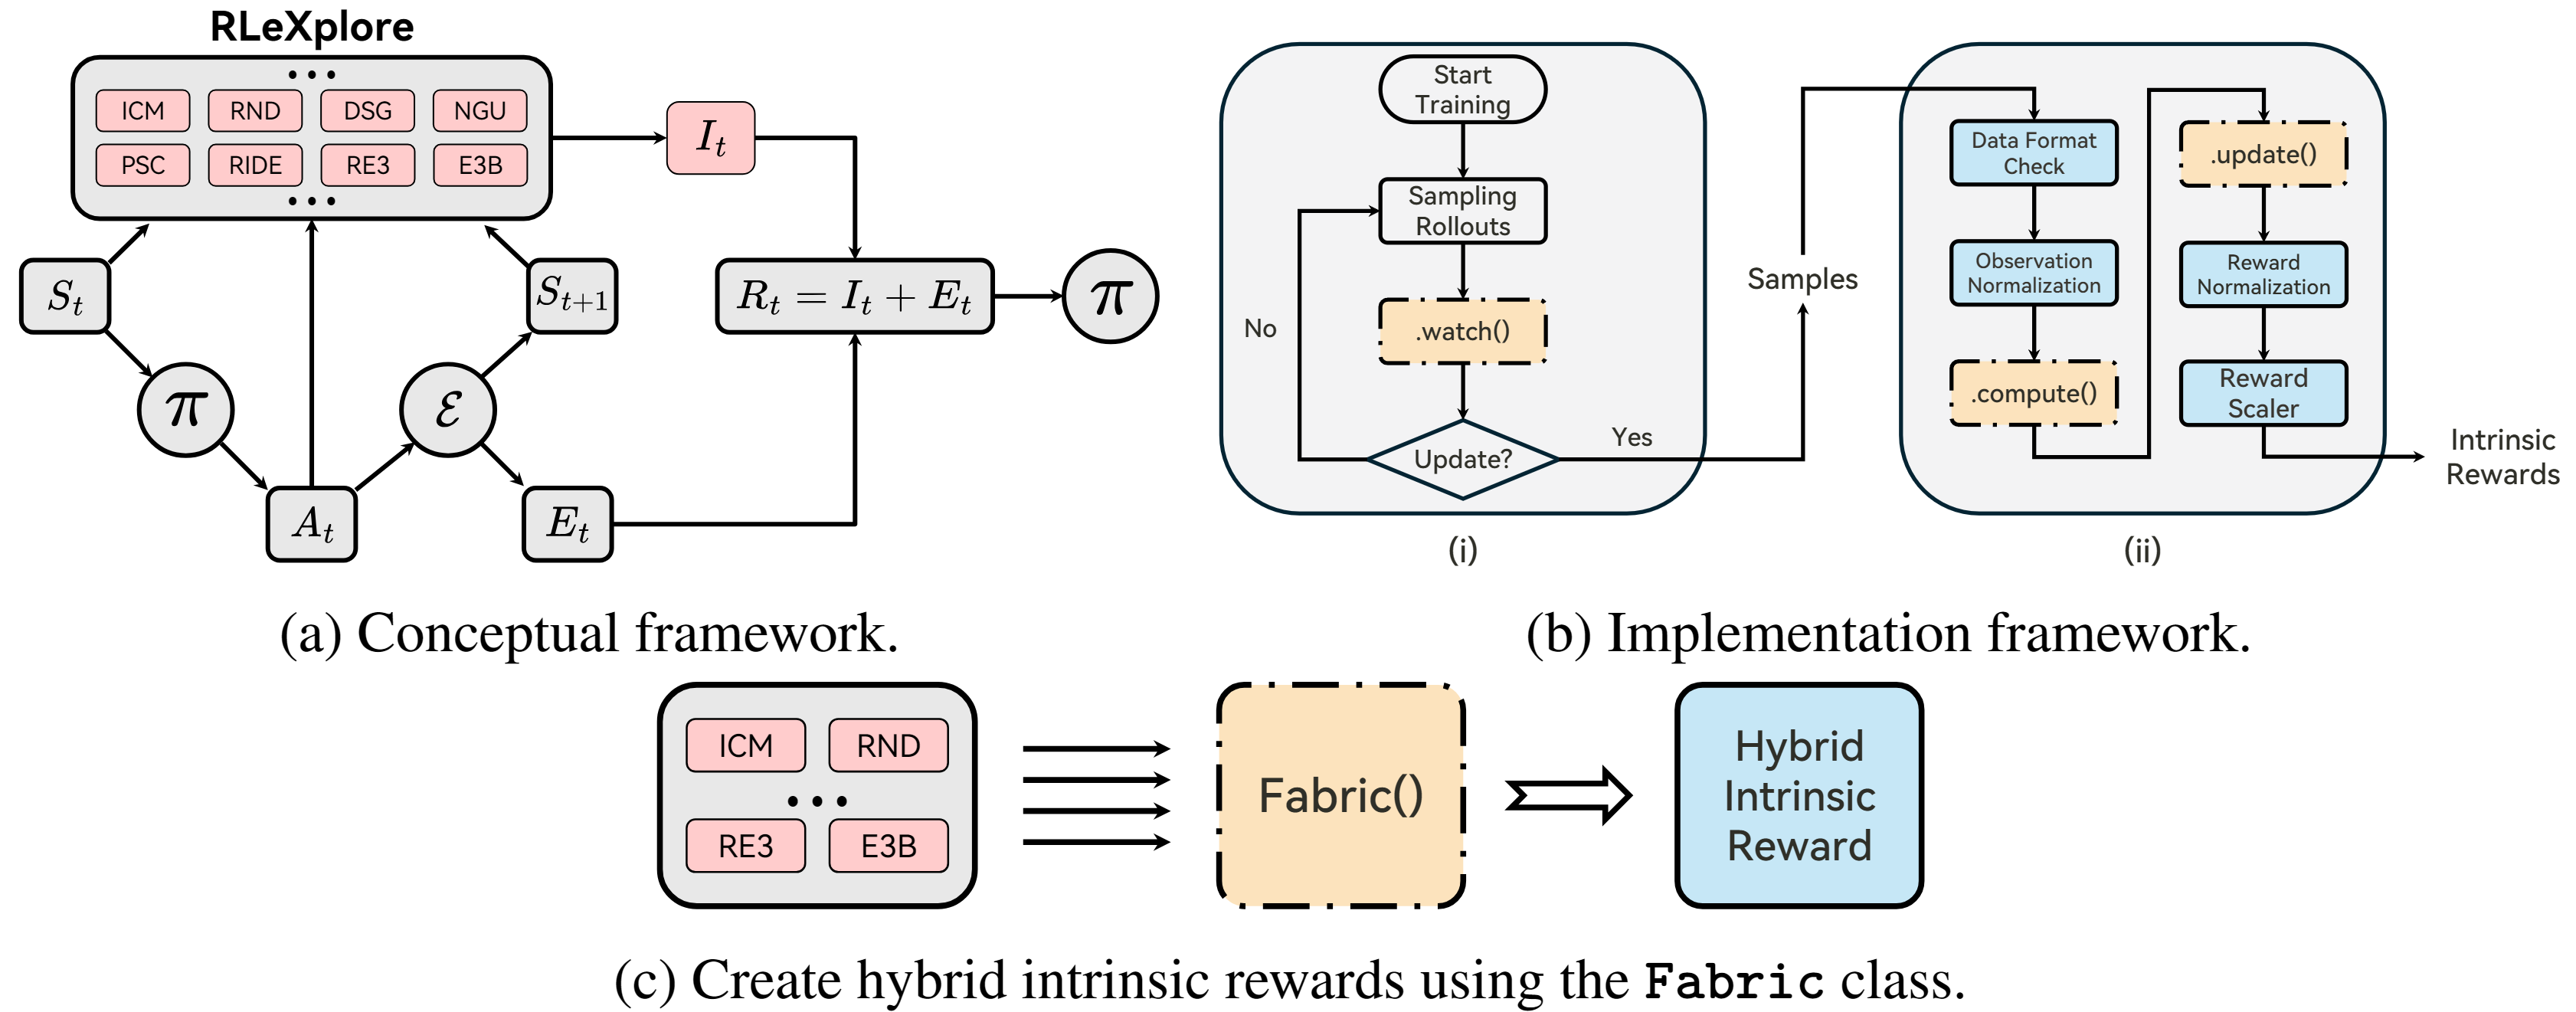 RLeXplore
• • •
ICM RND DSG NGU
PSC RIDE RE3 E3B
• • •
I_t
S_t
S_{t+1}
R_t = I_t + E_t
π
π
ℰ
A_t
E_t
(a) Conceptual framework.
Start
Training
Sampling
Rollouts
.watch()
No
Update?
Yes
(i)
Samples
Data Format
Check
Observation
Normalization
.compute()
.update()
Reward
Normalization
Reward
Scaler
Intrinsic
Rewards
(ii)
(b) Implementation framework.
ICM RND
• • •
RE3 E3B
Fabric()
Hybrid
Intrinsic
Reward
(c) Create hybrid intrinsic rewards using the Fabric class.